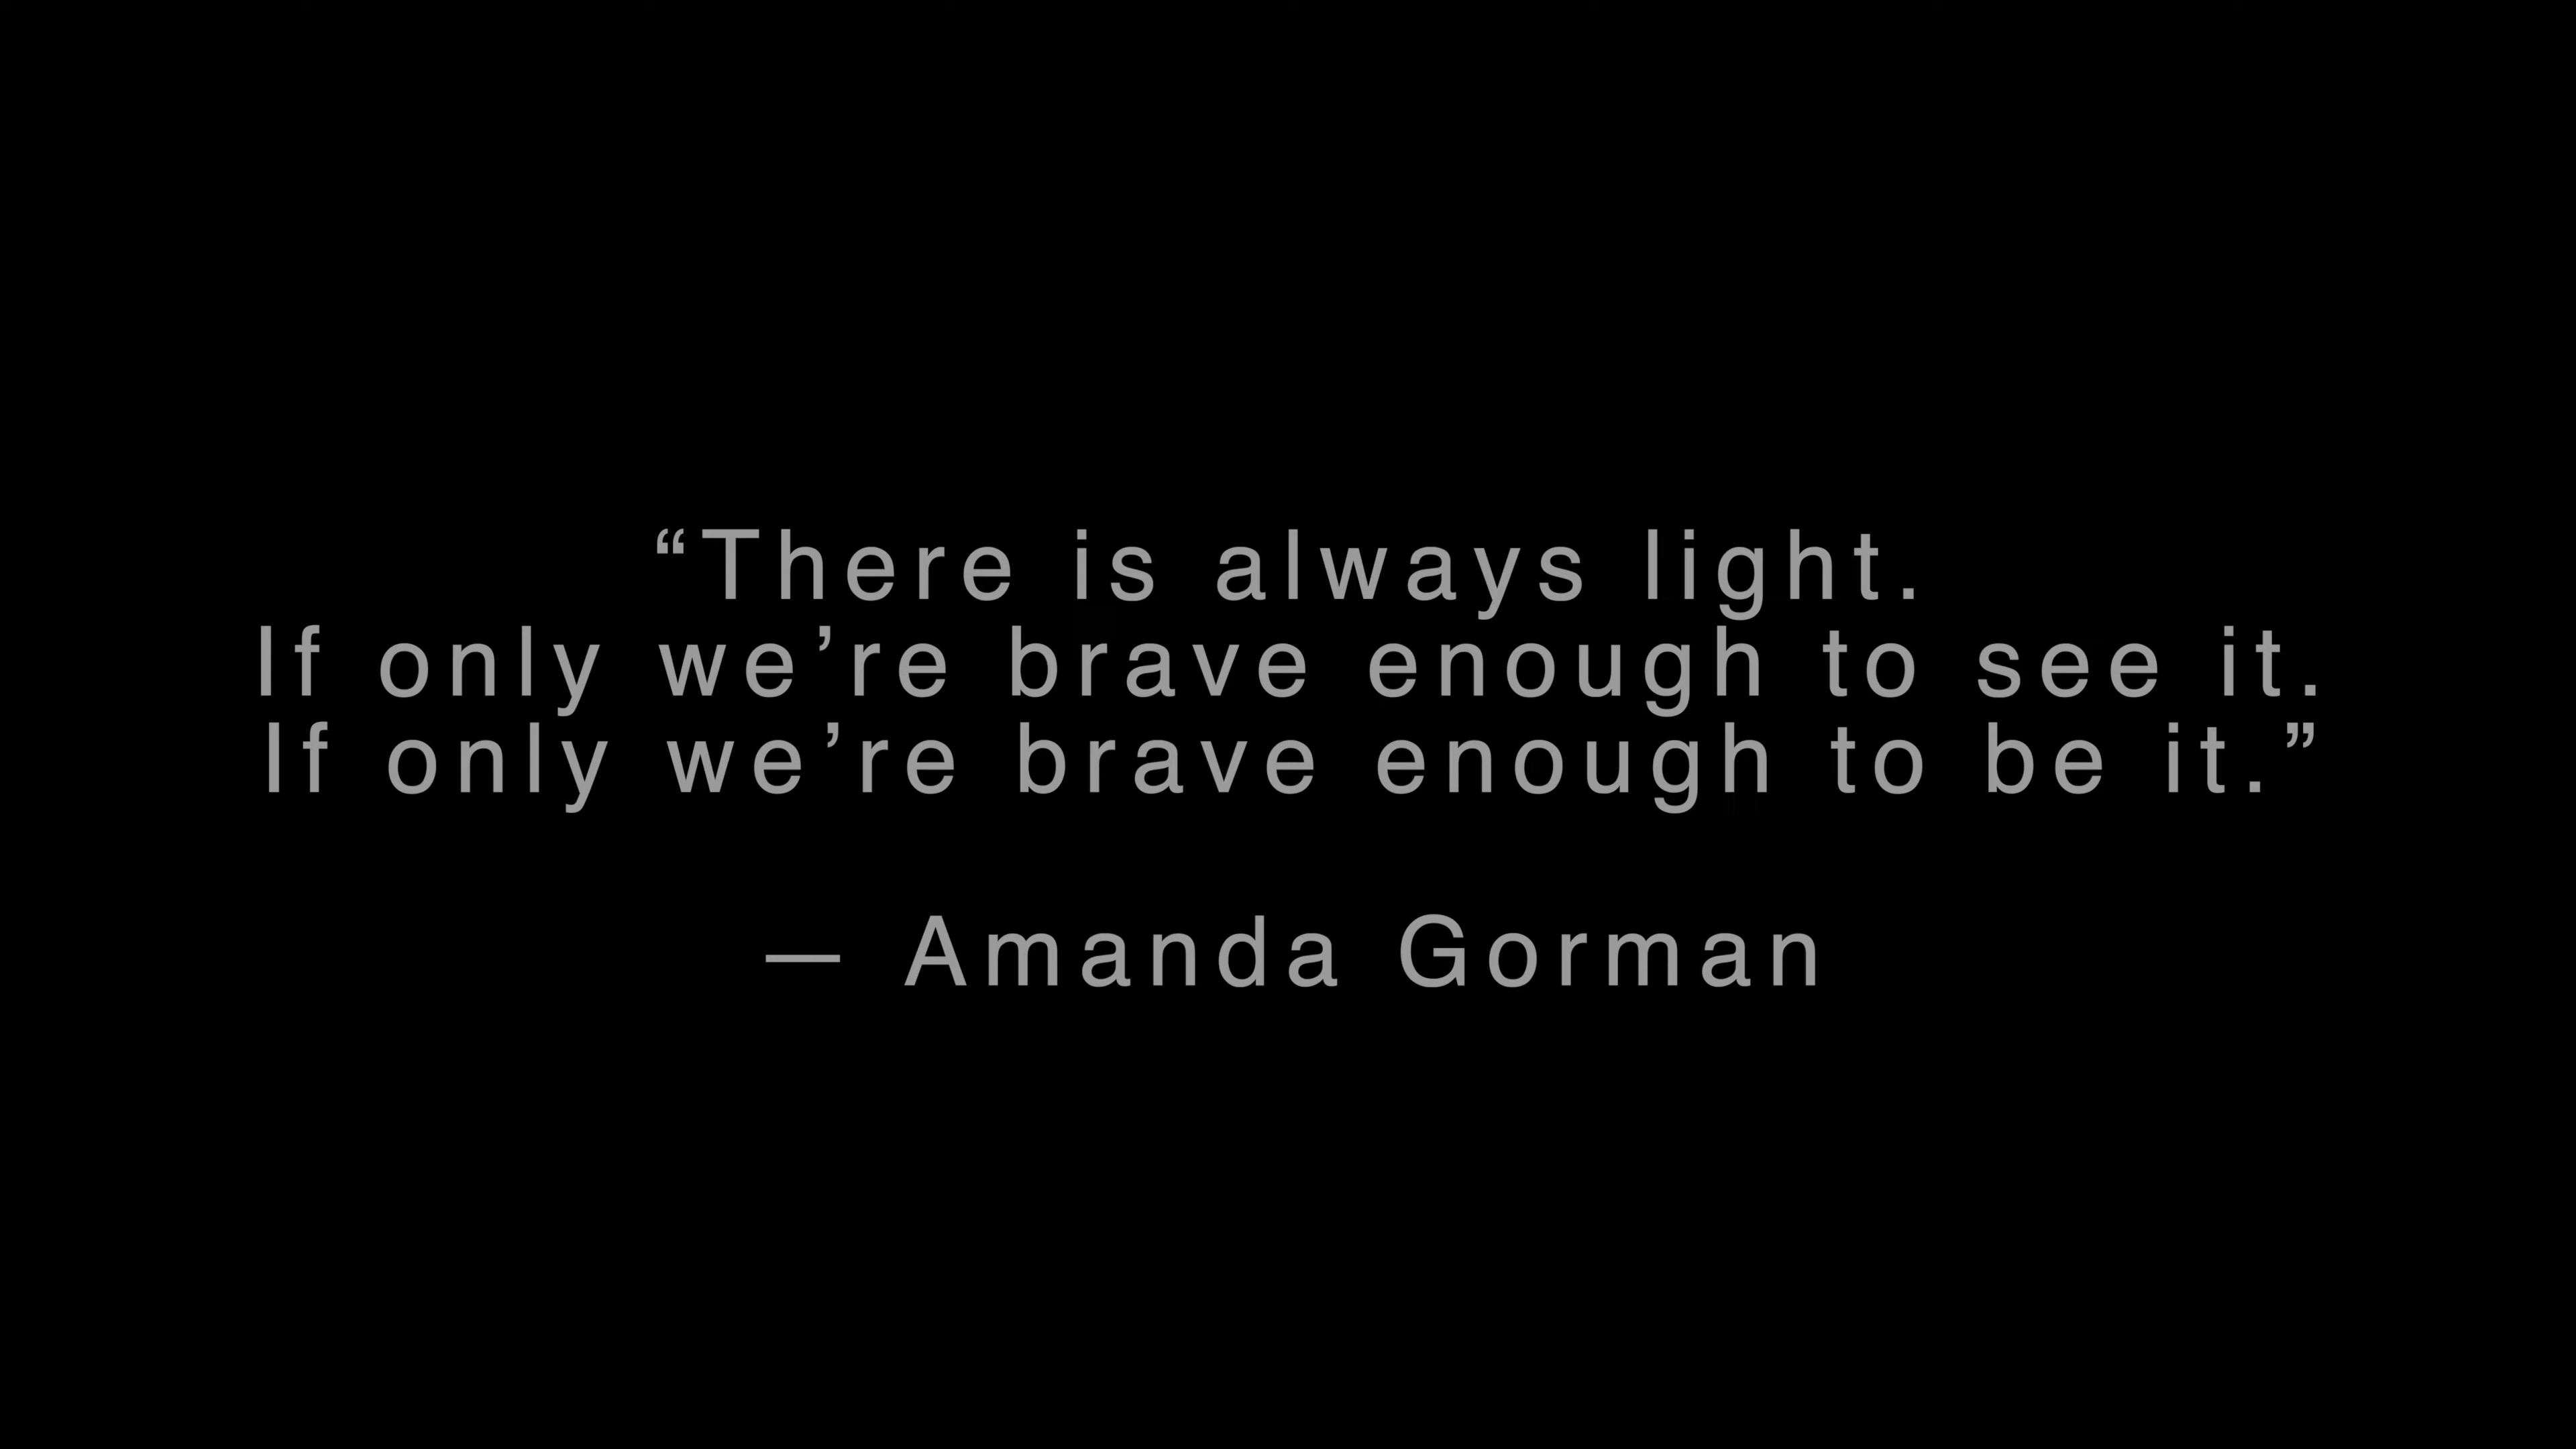 “There is always light.
If only we’re brave enough to see it.
If only we’re brave enough to be it.”
— Amanda Gorman